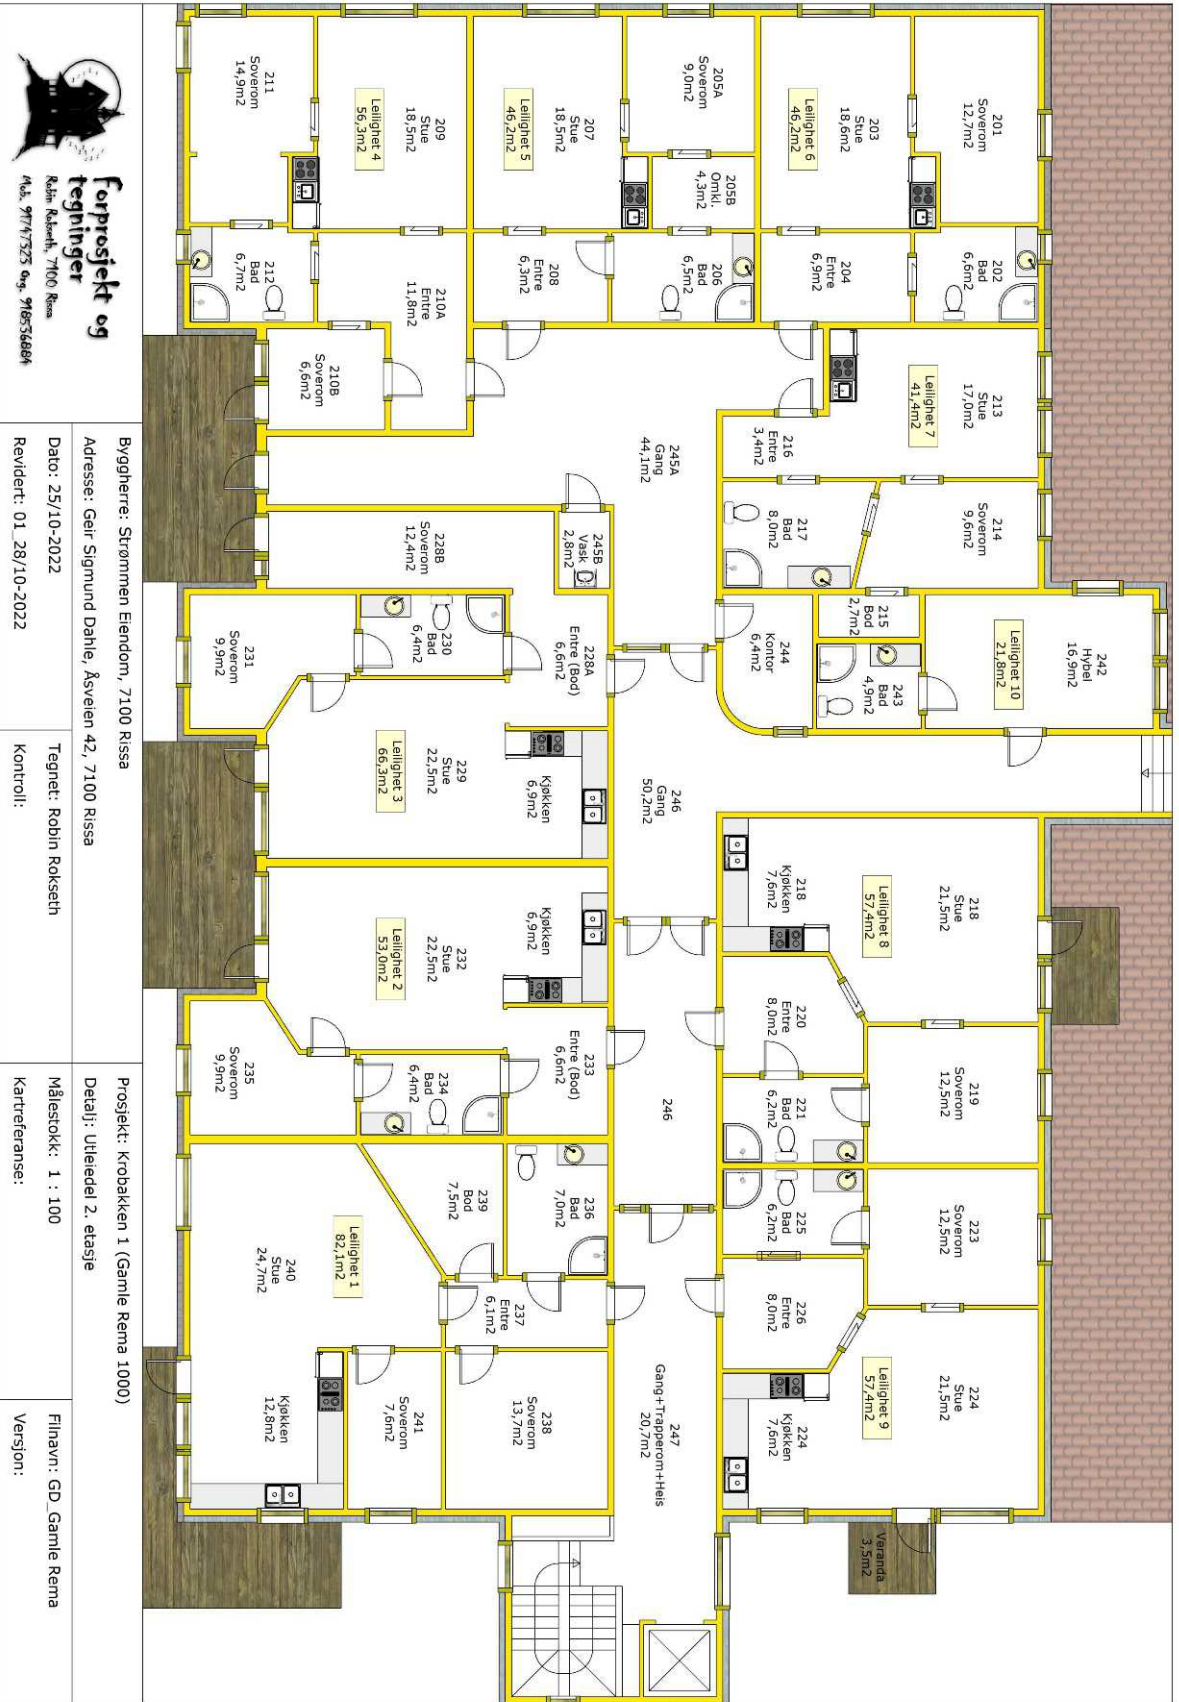 201
Soverom
12,7m2
203
Stue
18,6m2
Leilighet 6
46,2m2
205A
Soverom
9,0m2
205B
Omkl.
4,3m2
207
Stue
18,5m2
Leilighet 5
46,2m2
209
Stue
18,5m2
Leilighet 4
56,3m2
211
Soverom
14,9m2
202
Bad
6,6m2
204
Entre
6,9m2
206
Bad
6,5m2
208
Entre
6,3m2
210A
Entre
11,8m2
212
Bad
6,7m2
210B
Soverom
6,6m2
213
Stue
17,0m2
Leilighet 7
41,4m2
216
Entre
3,4m2
245A
Gang
44,1m2
214
Soverom
9,6m2
217
Bad
8,0m2
245B
Vask
2,8m2
228B
Soverom
12,4m2
215
Bod
2,7m2
242
Hybel
16,9m2
Leilighet 10
21,8m2
243
Bad
4,9m2
244
Kontor
6,4m2
228A
Entre (Bod)
6,6m2
230
Bad
6,4m2
231
Soverom
9,9m2
229
Stue
22,5m2
Leilighet 3
66,3m2
Kjøkken
6,9m2
246
Gang
50,2m2
218
Stue
21,5m2
Leilighet 8
57,4m2
218
Kjøkken
7,6m2
Kjøkken
6,9m2
232
Stue
22,5m2
Leilighet 2
53,0m2
220
Entre
8,0m2
219
Soverom
12,5m2
221
Bad
6,2m2
246
233
Entre (Bod)
6,6m2
234
Bad
6,4m2
235
Soverom
9,9m2
223
Soverom
12,5m2
225
Bad
6,2m2
226
Entre
8,0m2
236
Bad
7,0m2
239
Bod
7,5m2
237
Entre
6,1m2
240
Stue
24,7m2
Leilighet 1
82,1m2
224
Stue
21,5m2
Leilighet 9
57,4m2
224
Kjøkken
7,6m2
247
Gang+Trapperom+Heis
20,7m2
238
Soverom
13,7m2
241
Soverom
7,6m2
Kjøkken
12,8m2
Veranda
3,5m2
Forprosjekt og
tegninger
Robin Rokseth, 7100 Rissa
Mob. 97747323 Org. 918536884
Byggherre: Strømmen Eiendom, 7100 Rissa
Adresse: Geir Sigmund Dahle, Åsveien 42, 7100 Rissa
Dato: 25/10-2022
Revidert: 01_28/10-2022
Tegnet: Robin Rokseth
Kontroll:
Prosjekt: Krobakken 1 (Gamle Rema 1000)
Detalj: Utleiedel 2. etasje
Målestokk: 1 : 100
Kartreferanse:
Filnavn: GD_Gamle Rema
Versjon: